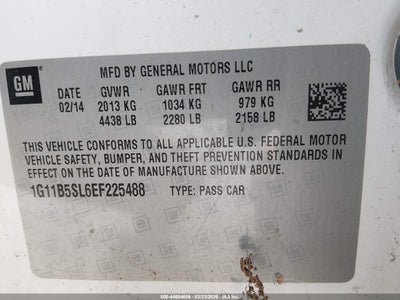 GM
MFD BY GENERAL MOTORS LLC
DATE GVWR GAWR FRT GAWR RR
02/14 2013 KG 1034 KG 979 KG
4438 LB 2280 LB 2158 LB
THIS VEHICLE CONFORMS TO ALL APPLICABLE U.S. FEDERAL MOTOR
VEHICLE SAFETY, BUMPER, AND THEFT PREVENTION STANDARDS IN
EFFECT ON THE DATE OF MANUFACTURE SHOWN ABOVE.
1G11B5SL6EF225488 TYPE: PASS CAR